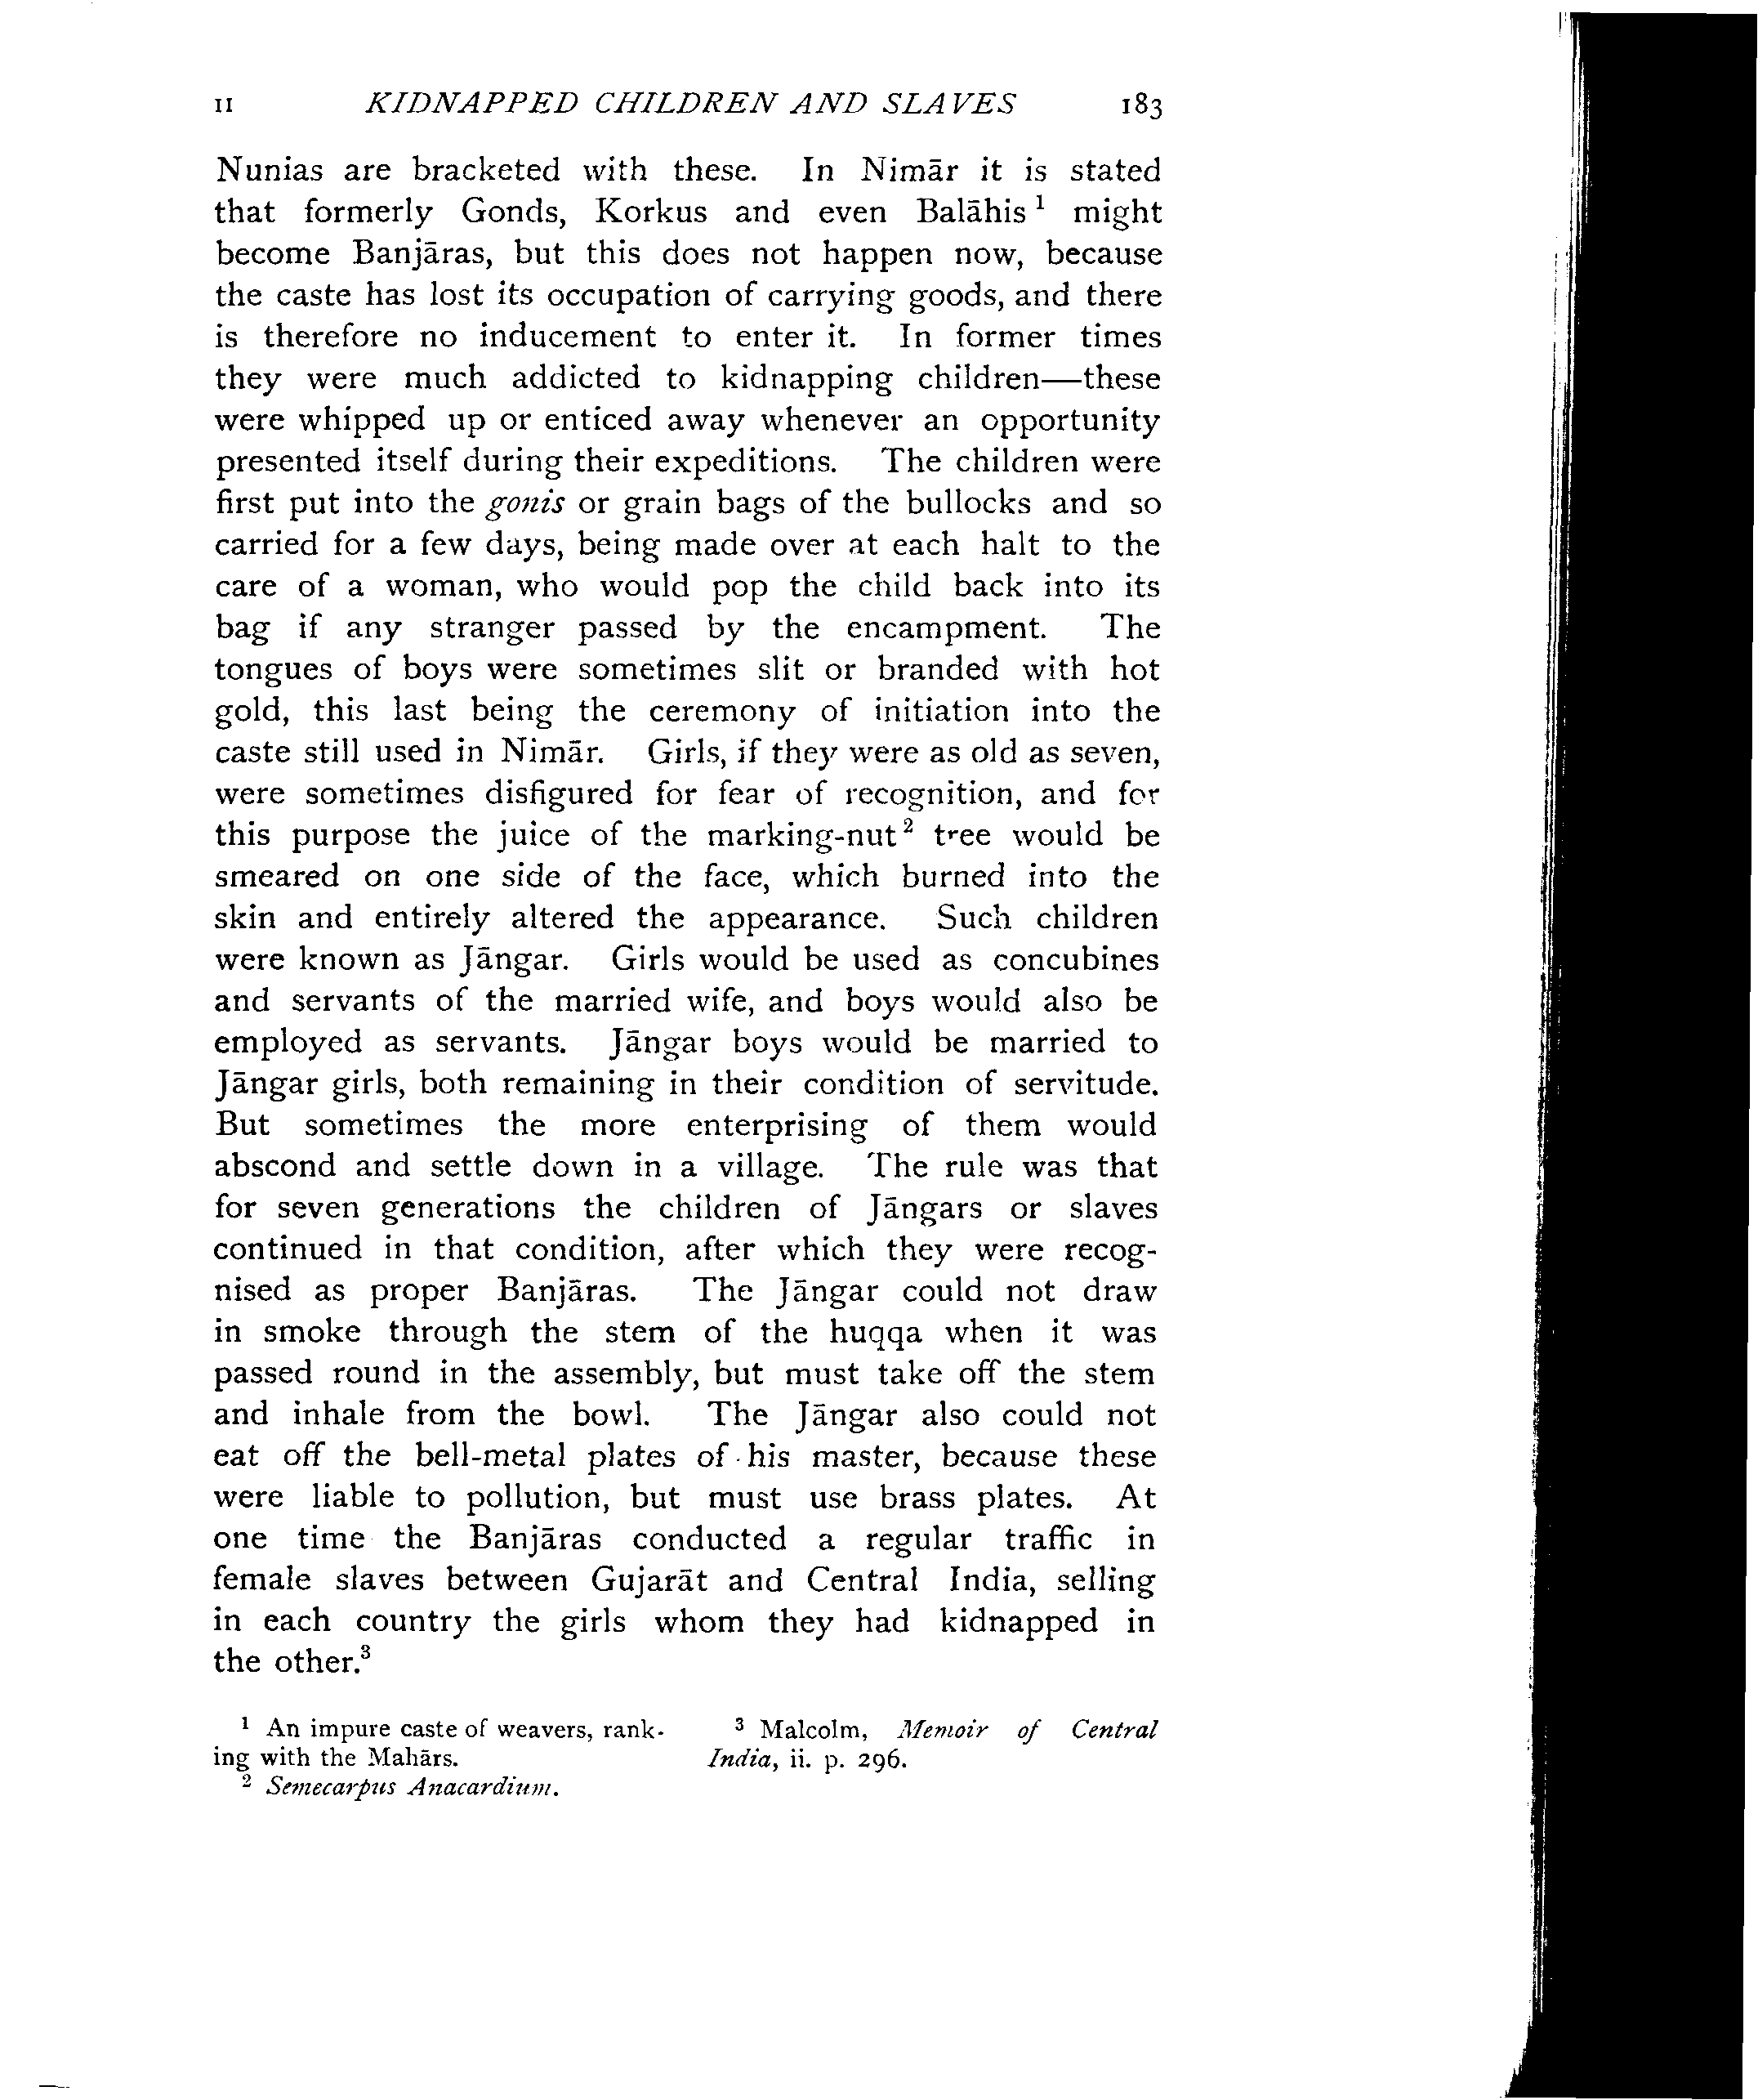 II KIDNAPPED CHILDREN AND SLAVES 183
Nunias are bracketed with these. In Nimār it is stated
that formerly Gonds, Korkus and even Balāhis¹ might
become Banjāras, but this does not happen now, because
the caste has lost its occupation of carrying goods, and there
is therefore no inducement to enter it. In former times
they were much addicted to kidnapping children—these
were whipped up or enticed away whenever an opportunity
presented itself during their expeditions. The children were
first put into the gonis or grain bags of the bullocks and so
carried for a few days, being made over at each halt to the
care of a woman, who would pop the child back into its
bag if any stranger passed by the encampment. The
tongues of boys were sometimes slit or branded with hot
gold, this last being the ceremony of initiation into the
caste still used in Nimār. Girls, if they were as old as seven,
were sometimes disfigured for fear of recognition, and for
this purpose the juice of the marking-nut² tree would be
smeared on one side of the face, which burned into the
skin and entirely altered the appearance. Such children
were known as Jāngar. Girls would be used as concubines
and servants of the married wife, and boys would also be
employed as servants. Jāngar boys would be married to
Jāngar girls, both remaining in their condition of servitude.
But sometimes the more enterprising of them would
abscond and settle down in a village. The rule was that
for seven generations the children of Jāngars or slaves
continued in that condition, after which they were recog-
nised as proper Banjāras. The Jāngar could not draw
in smoke through the stem of the huqqa when it was
passed round in the assembly, but must take off the stem
and inhale from the bowl. The Jāngar also could not
eat off the bell-metal plates of his master, because these
were liable to pollution, but must use brass plates. At
one time the Banjāras conducted a regular traffic in
female slaves between Gujarāt and Central India, selling
in each country the girls whom they had kidnapped in
the other.³
¹ An impure caste of weavers, rank-
ing with the Mahārs.
² Semecarpus Anacardium.
³ Malcolm, Memoir of Central
India, ii. p. 296.